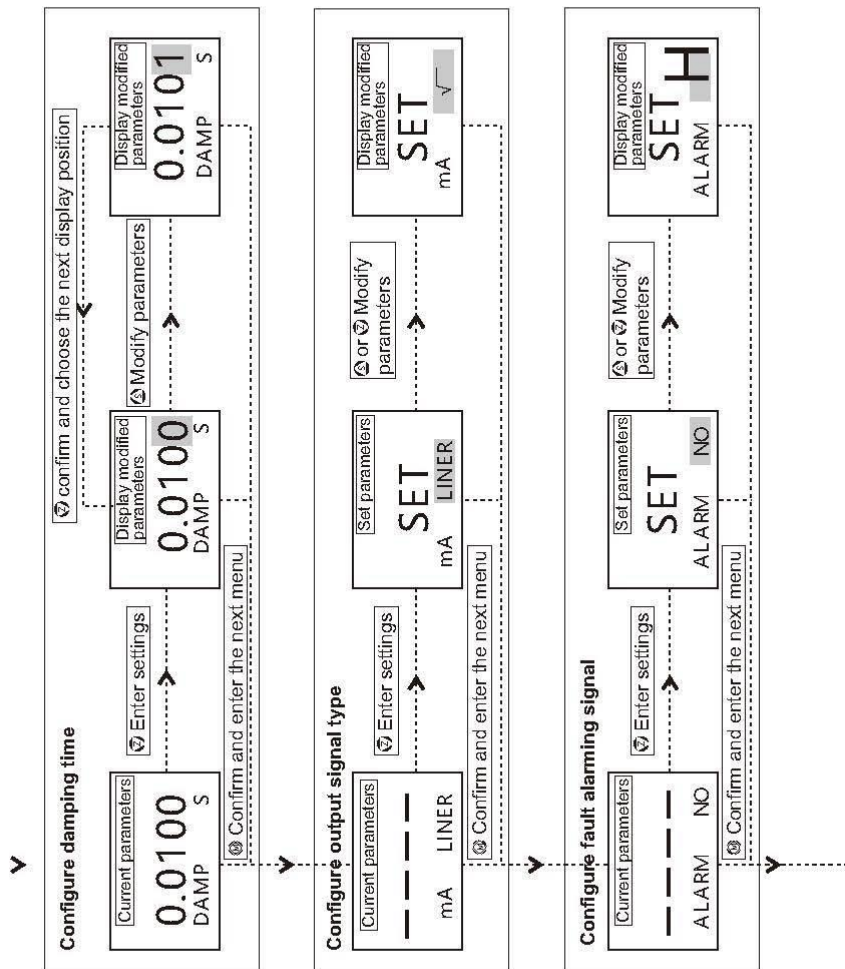 Configure damping time
Current parameters
0.0100
DAMP S
Ⓩ Enter settings
Display modified
parameters
0.0100
DAMP S
Ⓢ Modify parameters
Display modified
parameters
0.0101
DAMP S
Ⓩ confirm and choose the next display position
Ⓜ Confirm and enter the next menu
Configure output signal type
Current parameters
— — — —
mA LINER
Ⓩ Enter settings
Set parameters
SET
mA LINER
Ⓢ or Ⓩ Modify
parameters
Display modified
parameters
SET
mA √
Ⓜ Confirm and enter the next menu
Configure fault alarming signal
Current parameters
— — — —
ALARM NO
Ⓩ Enter settings
Set parameters
SET
ALARM NO
Ⓢ or Ⓩ Modify
parameters
Display modified
parameters
SET
ALARM H
Ⓜ Confirm and enter the next menu